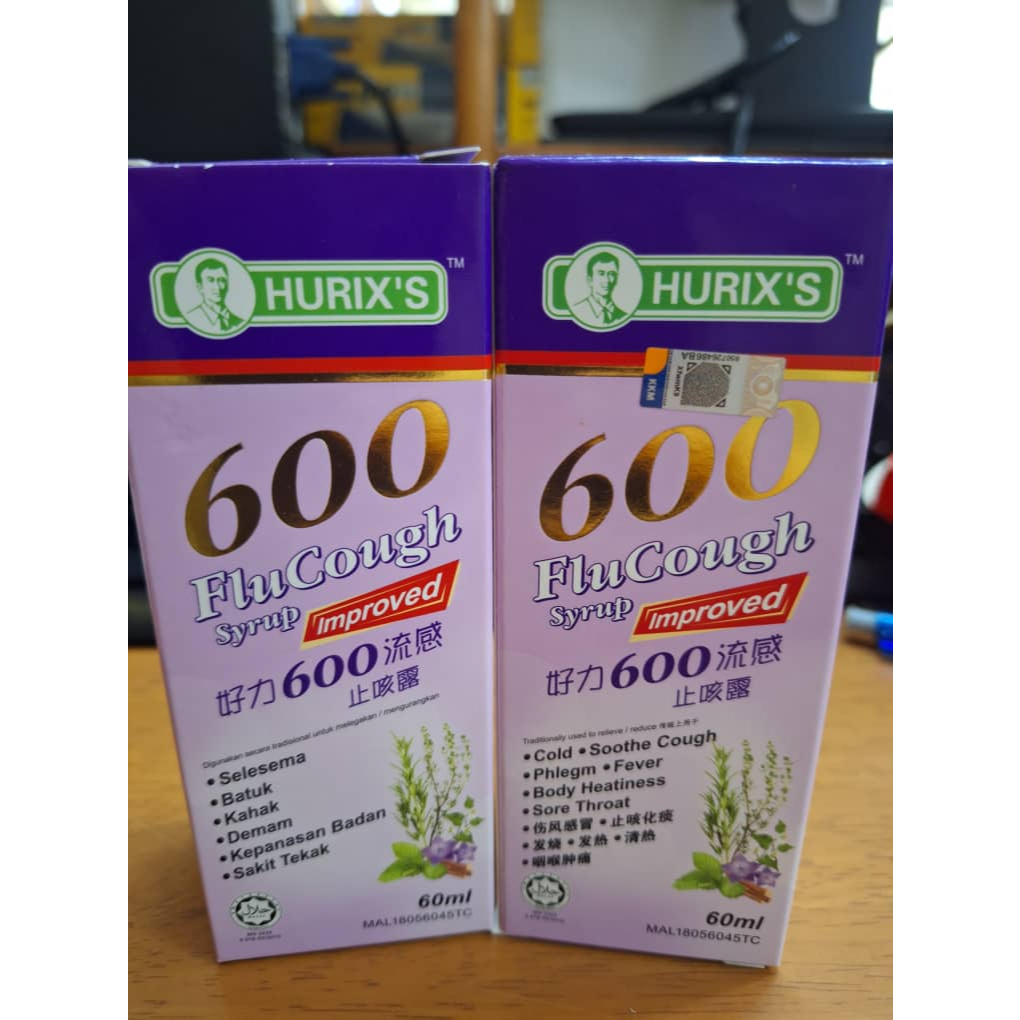 HURIX'S
TM
600
FluCough
Syrup Improved
好力600流感
止咳露
Digunakan secara tradisional untuk melegakan / mengurangkan
•Selesema
•Batuk
•Kahak
•Demam
•Kepanasan Badan
•Sakit Tekak
60ml
MAL18056045TC
HURIX'S
TM
KKM
600
FluCough
Syrup Improved
好力600流感
止咳露
Traditionally used to relieve / reduce
•Cold •Soothe Cough
•Phlegm •Fever
•Body Heatiness
•Sore Throat
•伤风感冒 •止咳化痰
•发烧 •发热 •清热
•咽喉肿痛
60ml
MAL18056045TC